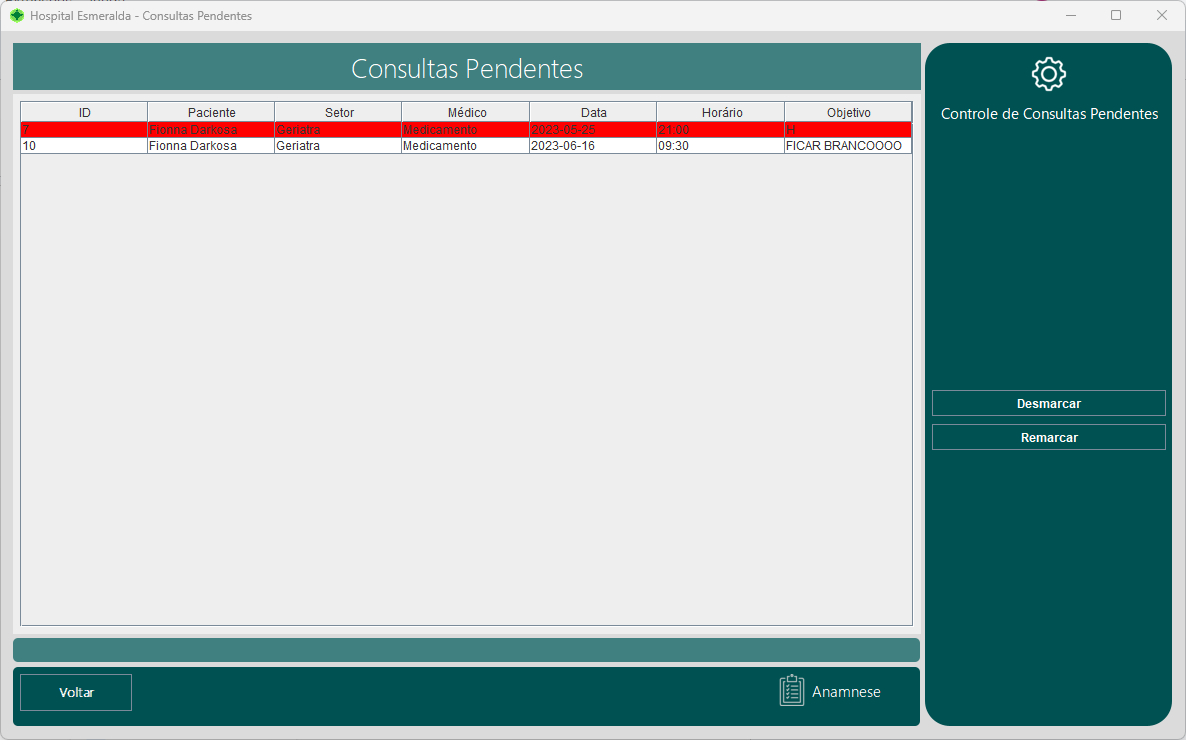 Hospital Esmeralda - Consultas Pendentes
Consultas Pendentes
ID Paciente Setor Médico Data Horário Objetivo
7 Fionna Darkosa Geriatra Medicamento 2023-05-25 21:00 H
10 Fionna Darkosa Geriatra Medicamento 2023-06-16 09:30 FICAR BRANCOOOO
Controle de Consultas Pendentes
Desmarcar
Remarcar
Voltar
Anamnese